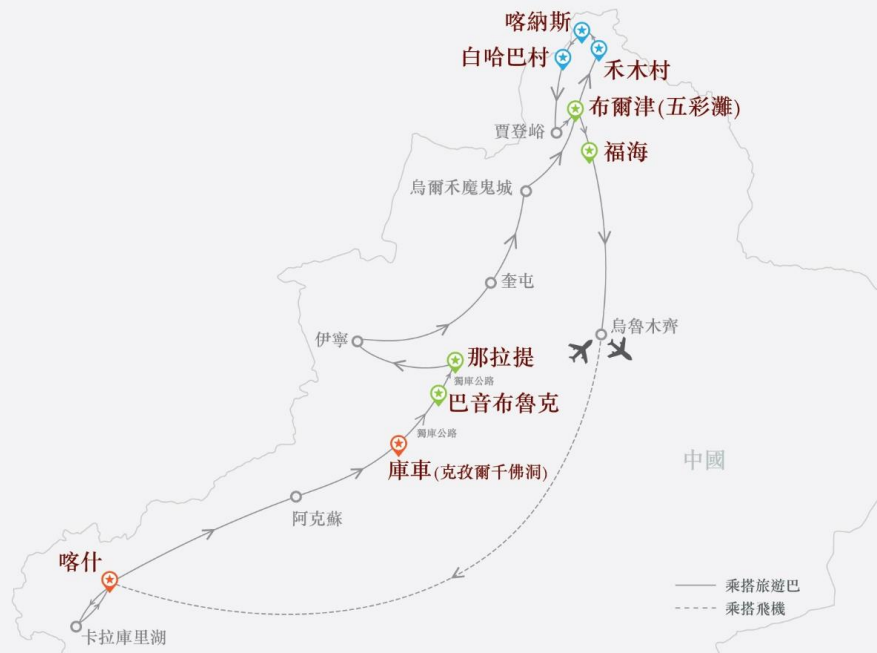 喀納斯
白哈巴村
禾木村
布爾津(五彩灘)
賈登峪
福海
烏爾禾魔鬼城
奎屯
伊寧
烏魯木齊
那拉提
獨庫公路
巴音布魯克
獨庫公路
庫車(克孜爾千佛洞)
中國
阿克蘇
喀什
乘搭旅遊巴
乘搭飛機
卡拉庫里湖